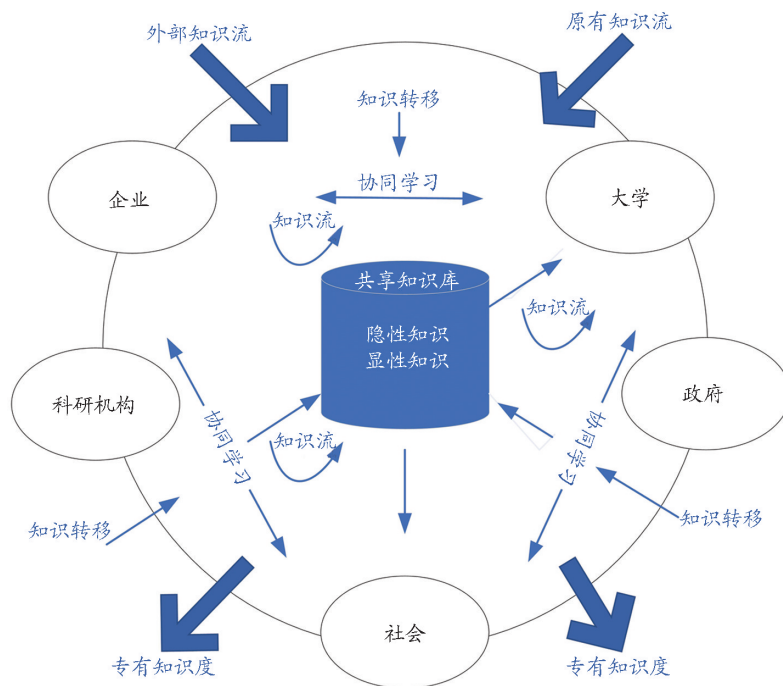 外部知识流
原有知识流
知识转移
企业
协同学习
大学
知识流
共享知识库
知识流
隐性知识
显性知识
科研机构
政府
协同学习
知识流
协同学习
知识转移
知识转移
社会
专有知识度
专有知识度